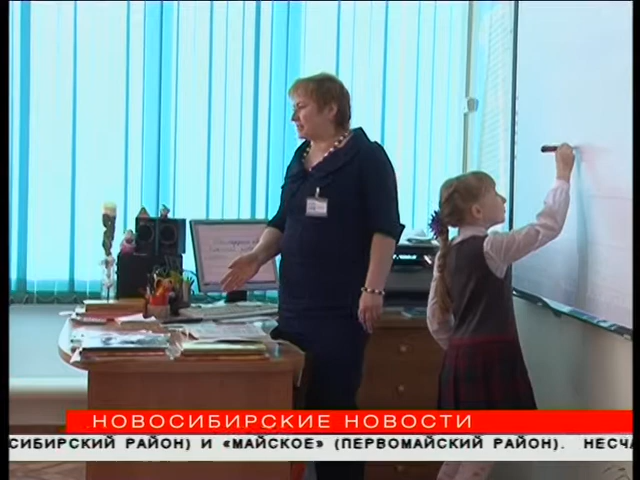 НОВОСИБИРСКИЕ НОВОСТИ
СИБИРСКИЙ РАЙОН) И «МАЙСКОЕ» (ПЕРВОМАЙСКИЙ РАЙОН). НЕСЧА